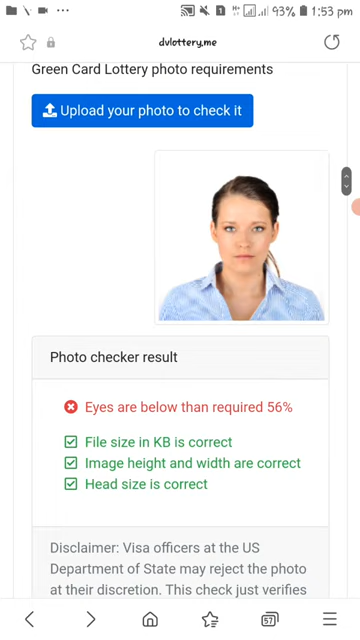 93% 1:53 pm
dvlottery.me
Green Card Lottery photo requirements
Upload your photo to check it
Photo checker result
Eyes are below than required 56%
File size in KB is correct
Image height and width are correct
Head size is correct
Disclaimer: Visa officers at the US
Department of State may reject the photo
at their discretion. This check just verifies
57